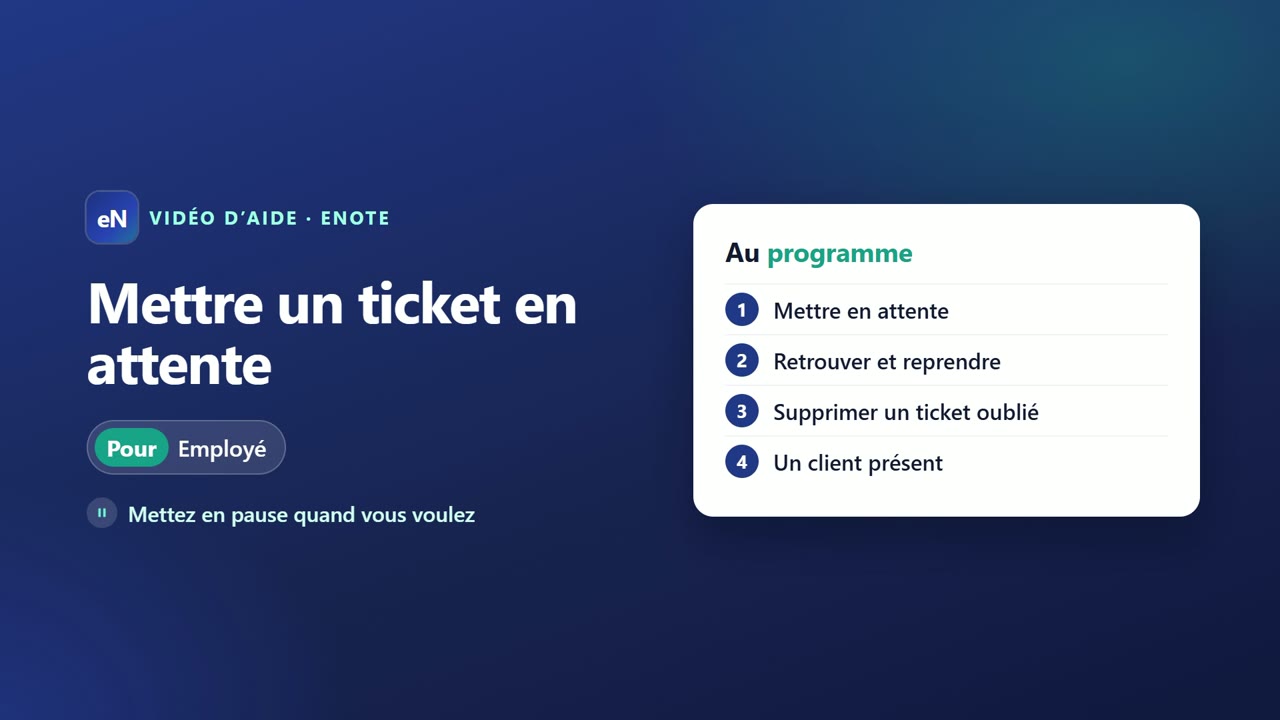 eN
VIDÉO D’AIDE · ENOTE
Mettre un ticket en
attente
Pour Employé
Mettez en pause quand vous voulez
Au programme
1 Mettre en attente
2 Retrouver et reprendre
3 Supprimer un ticket oublié
4 Un client présent